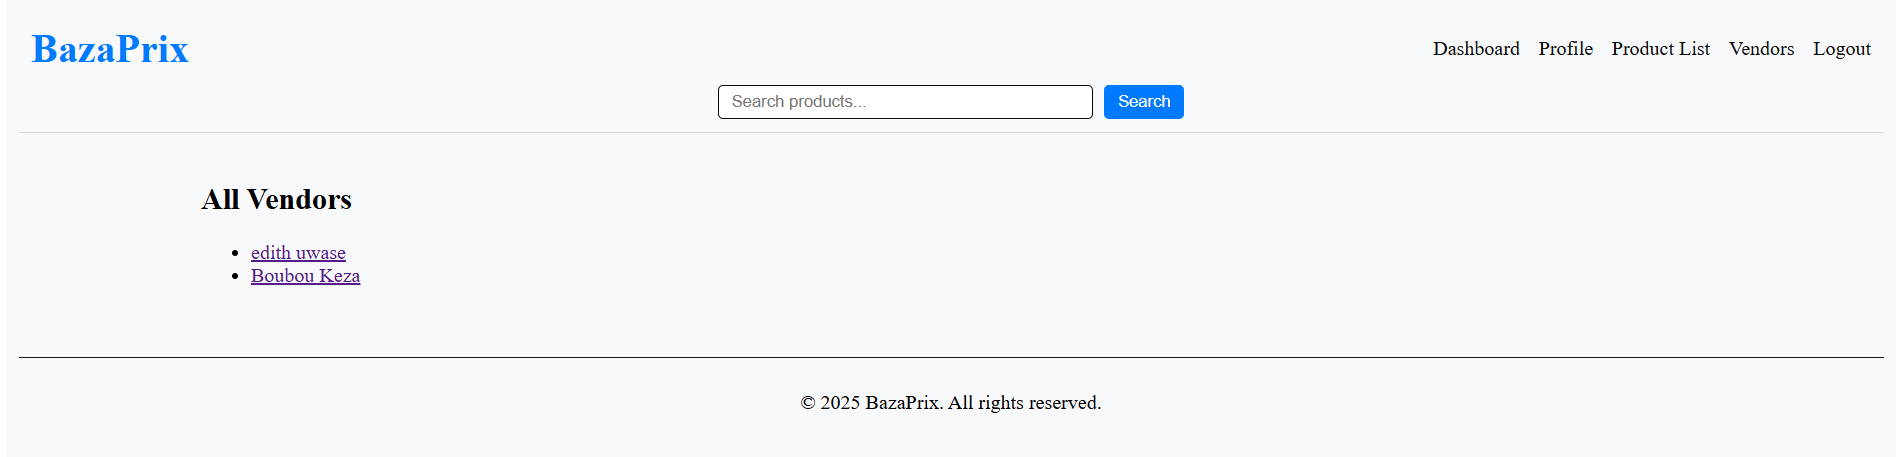 BazaPrix
Dashboard Profile Product List Vendors Logout
Search products... Search
All Vendors
edith uwase
Boubou Keza
© 2025 BazaPrix. All rights reserved.